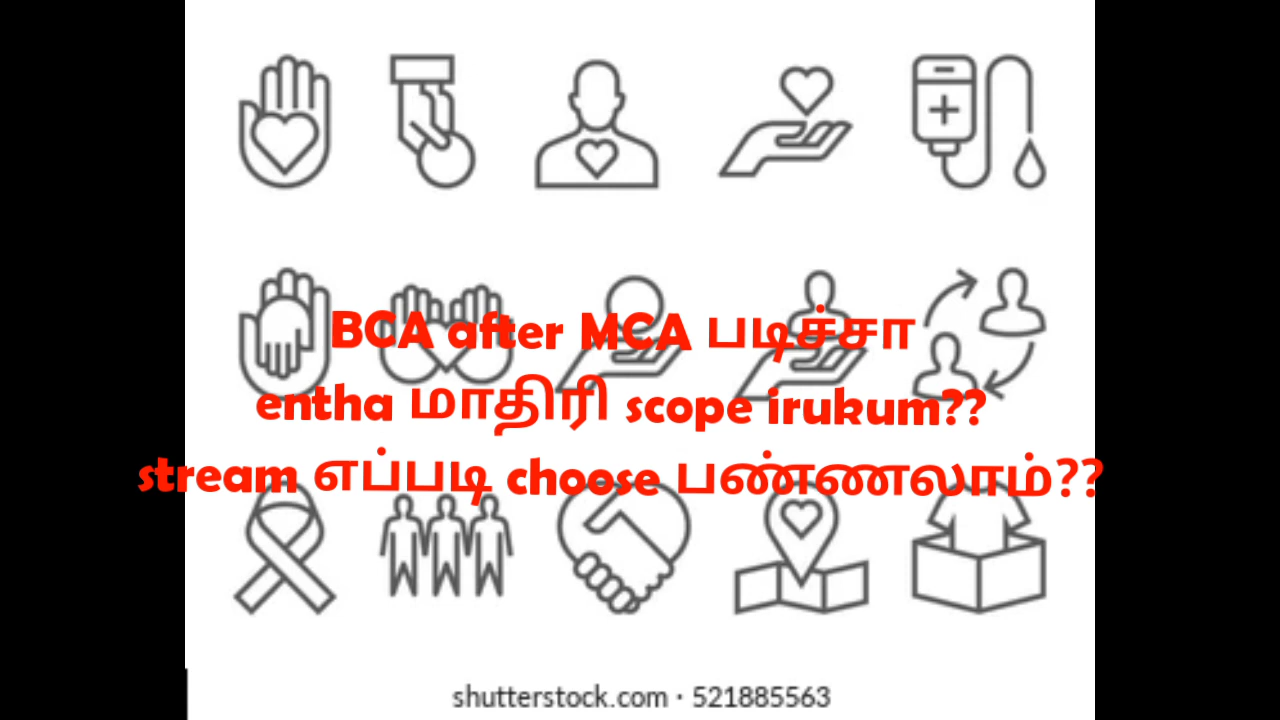 BCA after MCA படிச்சா
entha மாதிரி scope irukum??
stream எப்படி choose பண்ணலாம்??
shutterstock.com · 521885563